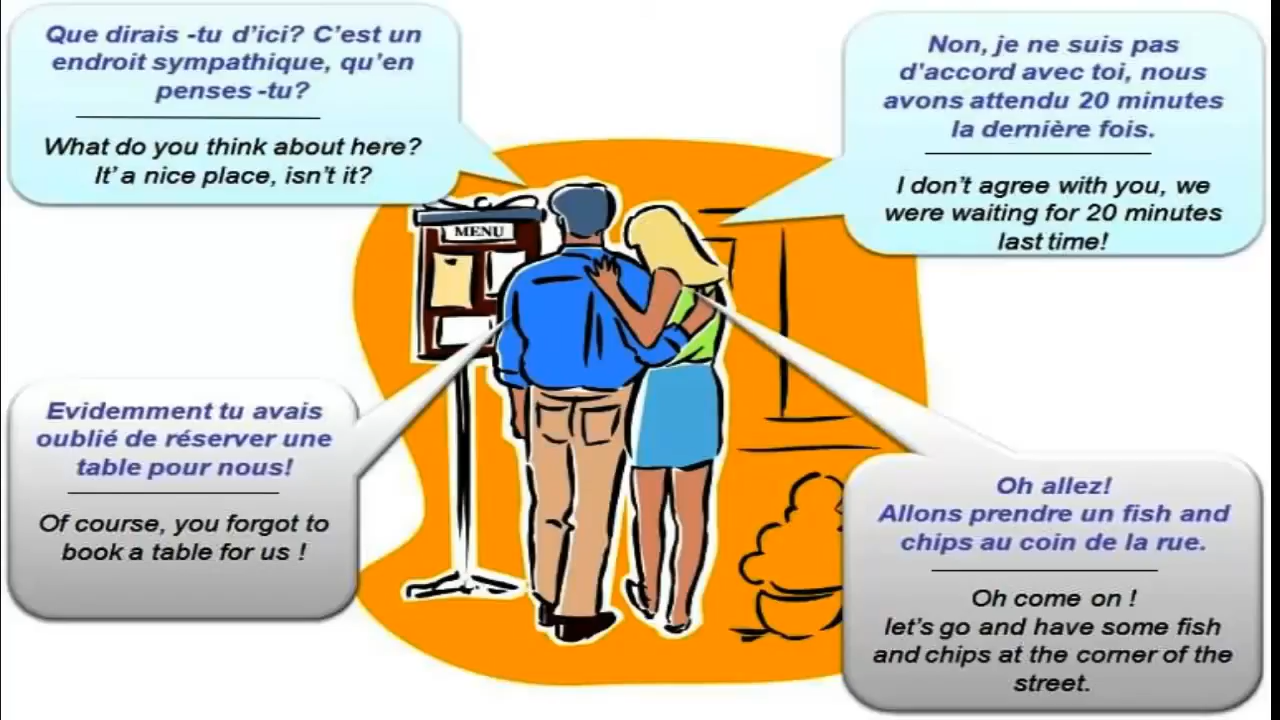 Que dirais -tu d'ici? C'est un
endroit sympathique, qu'en
penses -tu?
What do you think about here?
It' a nice place, isn't it?
Non, je ne suis pas
d'accord avec toi, nous
avons attendu 20 minutes
la dernière fois.
I don't agree with you, we
were waiting for 20 minutes
last time!
MENU
Evidemment tu avais
oublié de réserver une
table pour nous!
Of course, you forgot to
book a table for us !
Oh allez!
Allons prendre un fish and
chips au coin de la rue.
Oh come on !
let's go and have some fish
and chips at the corner of the
street.